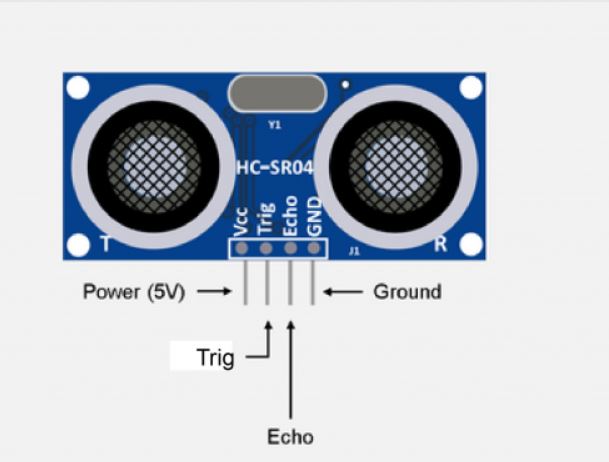 Y1
HC-SR04
Vcc
Trig
Echo
GND
T
J1
R
Power (5V)
Ground
Trig
Echo